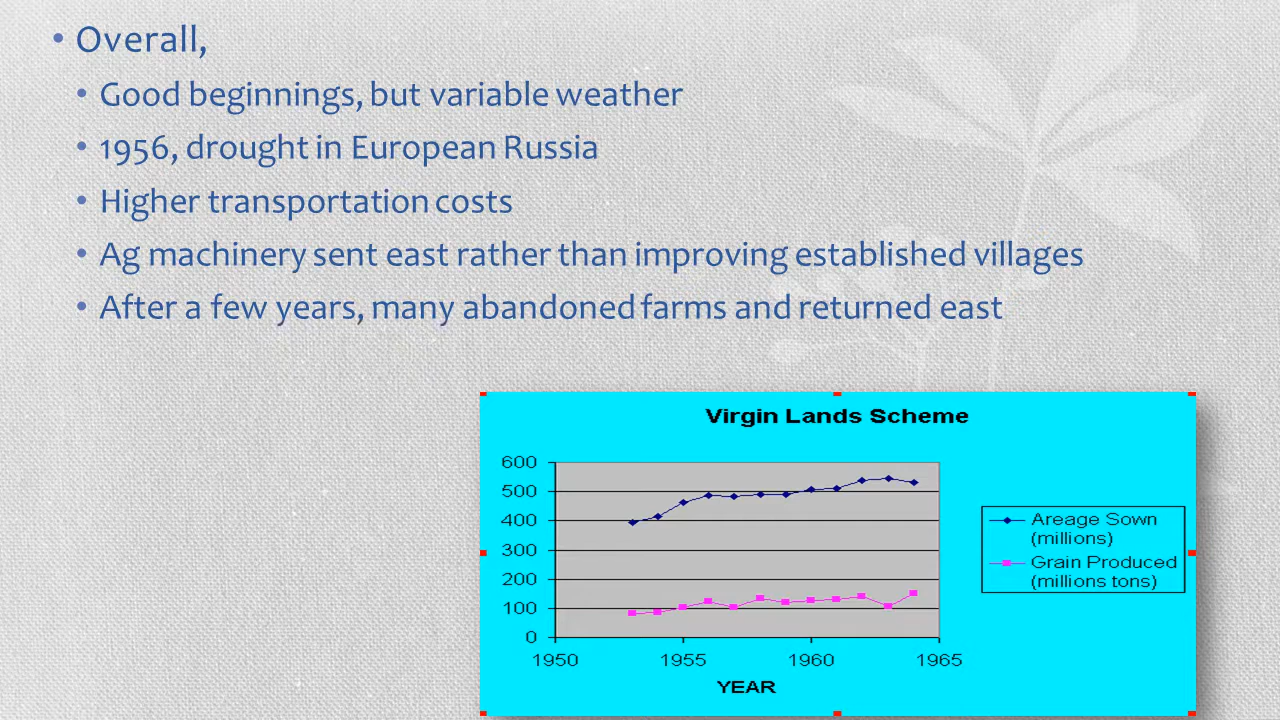 • Overall,
• Good beginnings, but variable weather
• 1956, drought in European Russia
• Higher transportation costs
• Ag machinery sent east rather than improving established villages
• After a few years, many abandoned farms and returned east
Virgin Lands Scheme
600
500
400
300
200
100
0
1950 1955 1960 1965
YEAR
Areage Sown
(millions)
Grain Produced
(millions tons)